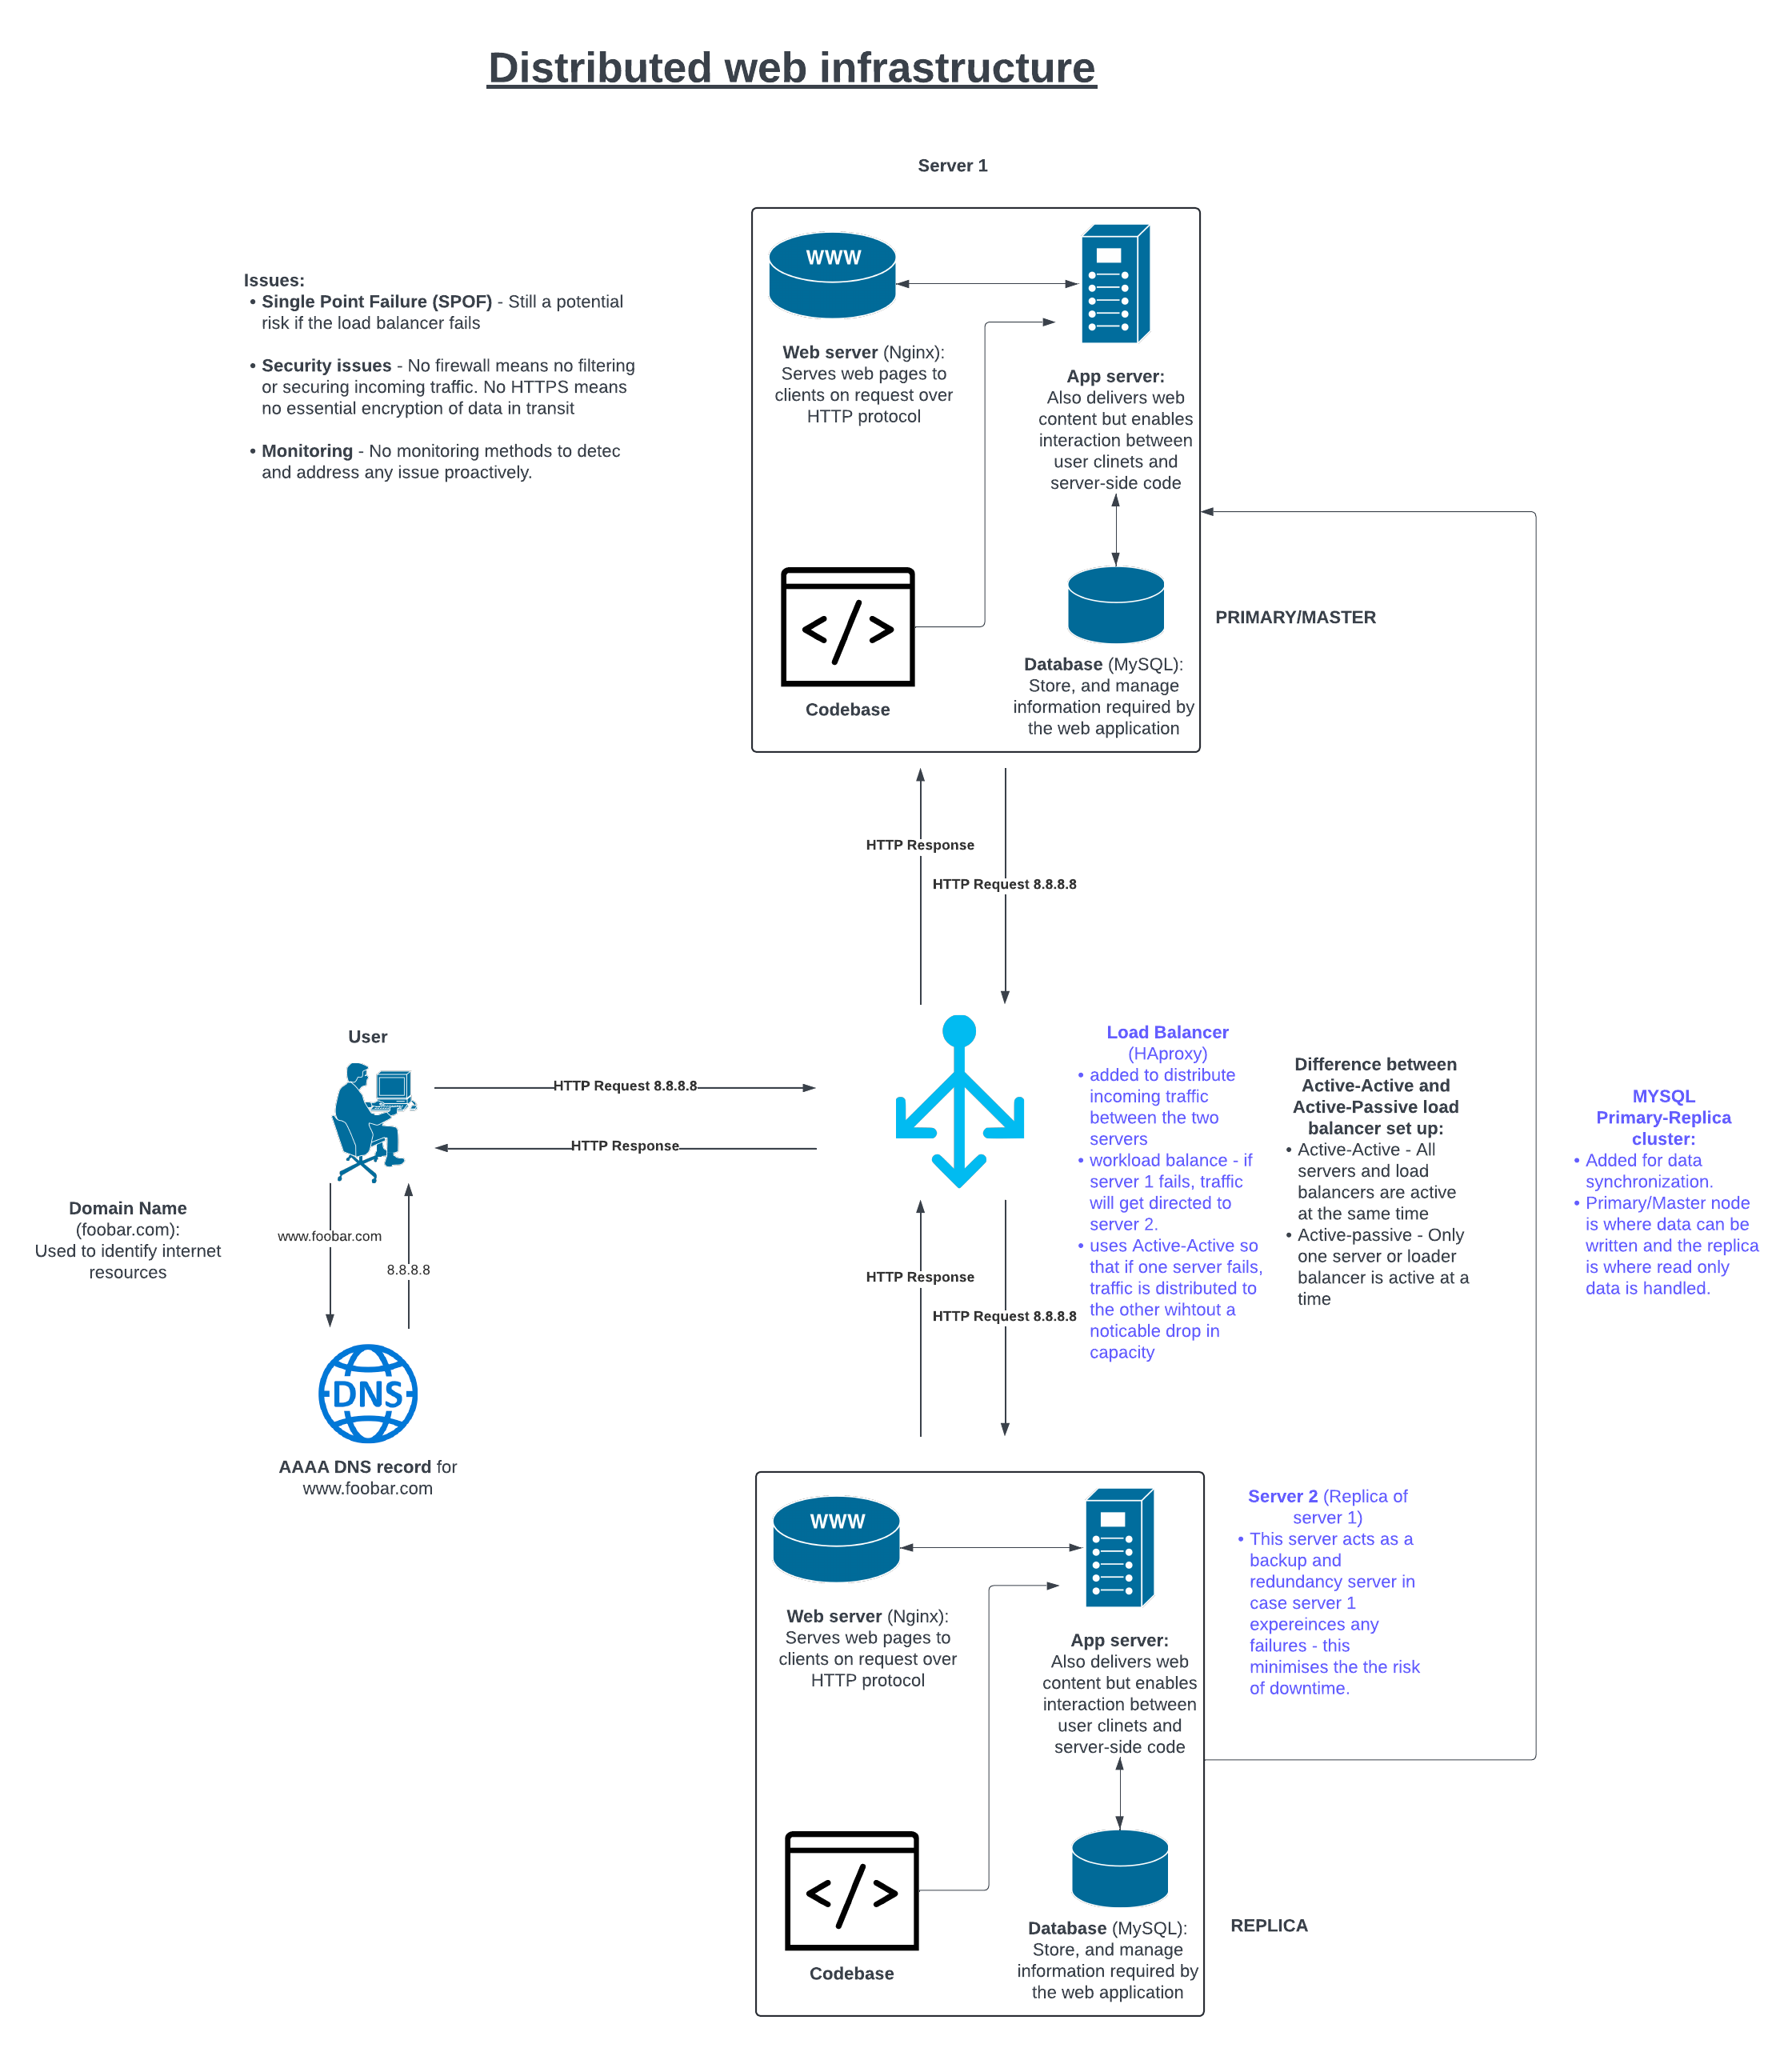 Distributed web infrastructure
Server 1
Issues:
• Single Point Failure (SPOF) - Still a potential
risk if the load balancer fails
• Security issues - No firewall means no filtering
or securing incoming traffic. No HTTPS means
no essential encryption of data in transit
• Monitoring - No monitoring methods to detec
and address any issue proactively.
WWW
Web server (Nginx):
Serves web pages to
clients on request over
HTTP protocol
App server:
Also delivers web
content but enables
interaction between
user clinets and
server-side code
</>
Codebase
Database (MySQL):
Store, and manage
information required by
the web application
PRIMARY/MASTER
HTTP Response
HTTP Request 8.8.8.8
User
HTTP Request 8.8.8.8
HTTP Response
Domain Name
(foobar.com):
Used to identify internet
resources
www.foobar.com
8.8.8.8
DNS
AAAA DNS record for
www.foobar.com
Load Balancer
(HAproxy)
• added to distribute
incoming traffic
between the two
servers
• workload balance - if
server 1 fails, traffic
will get directed to
server 2.
• uses Active-Active so
that if one server fails,
traffic is distributed to
the other wihtout a
noticable drop in
capacity
Difference between
Active-Active and
Active-Passive load
balancer set up:
• Active-Active - All
servers and load
balancers are active
at the same time
• Active-passive - Only
one server or loader
balancer is active at a
time
MYSQL
Primary-Replica
cluster:
• Added for data
synchronization.
• Primary/Master node
is where data can be
written and the replica
is where read only
data is handled.
HTTP Response
HTTP Request 8.8.8.8
WWW
Web server (Nginx):
Serves web pages to
clients on request over
HTTP protocol
App server:
Also delivers web
content but enables
interaction between
user clinets and
server-side code
Server 2 (Replica of
server 1)
• This server acts as a
backup and
redundancy server in
case server 1
expereinces any
failures - this
minimises the the risk
of downtime.
</>
Codebase
Database (MySQL):
Store, and manage
information required by
the web application
REPLICA